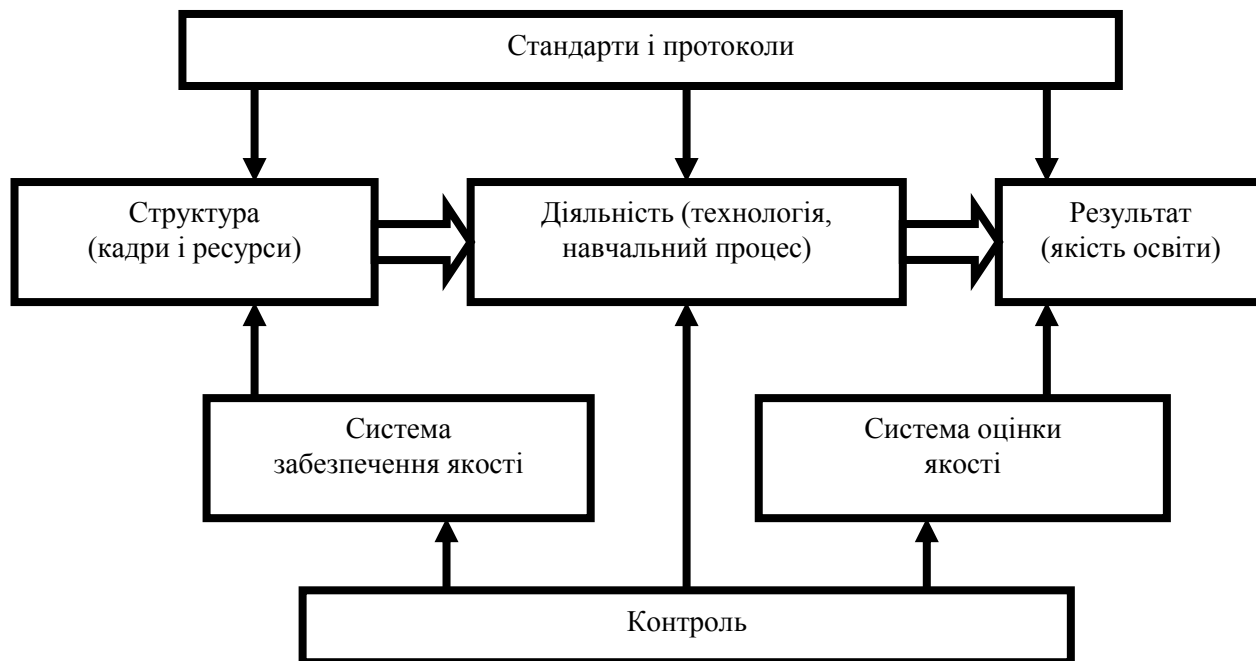 Стандарти і протоколи
Структура
(кадри і ресурси)
Діяльність (технологія,
навчальний процес)
Результат
(якість освіти)
Система
забезпечення якості
Система оцінки
якості
Контроль